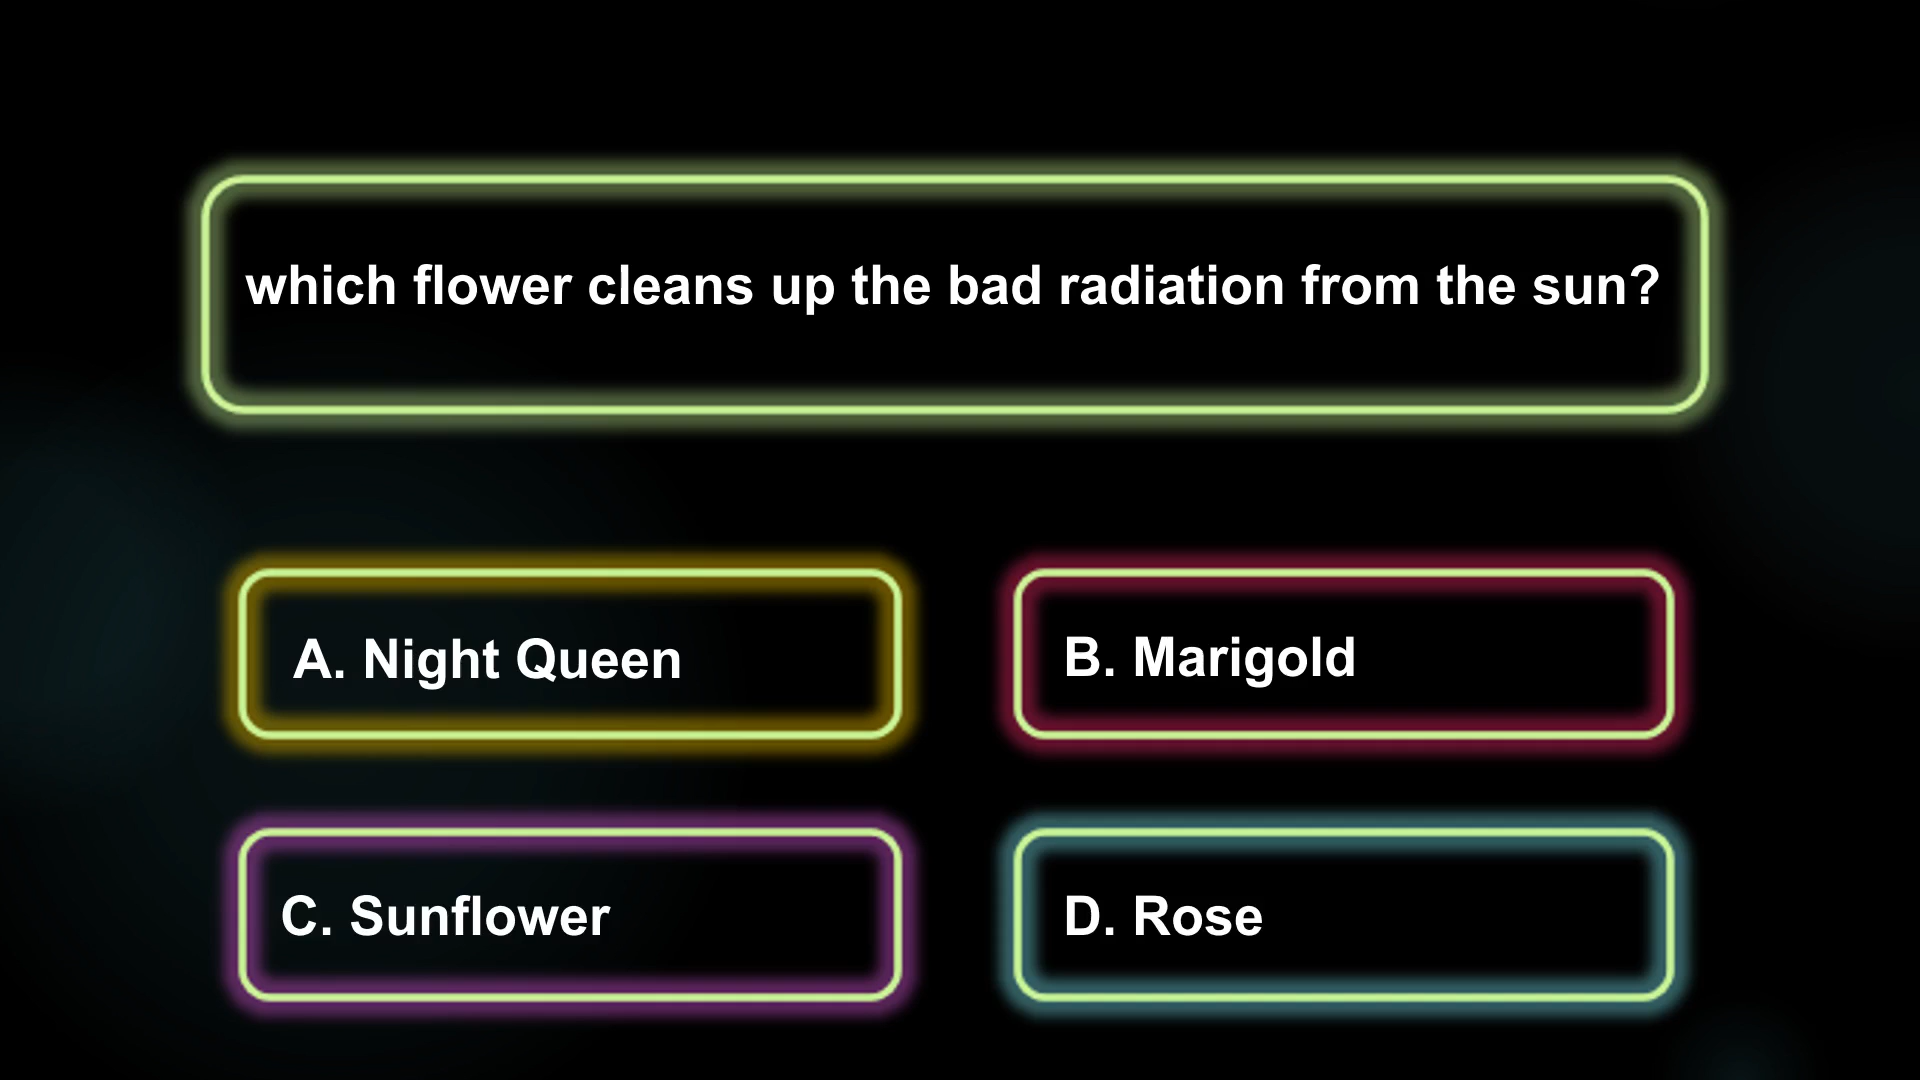 which flower cleans up the bad radiation from the sun?
A. Night Queen
B. Marigold
C. Sunflower
D. Rose